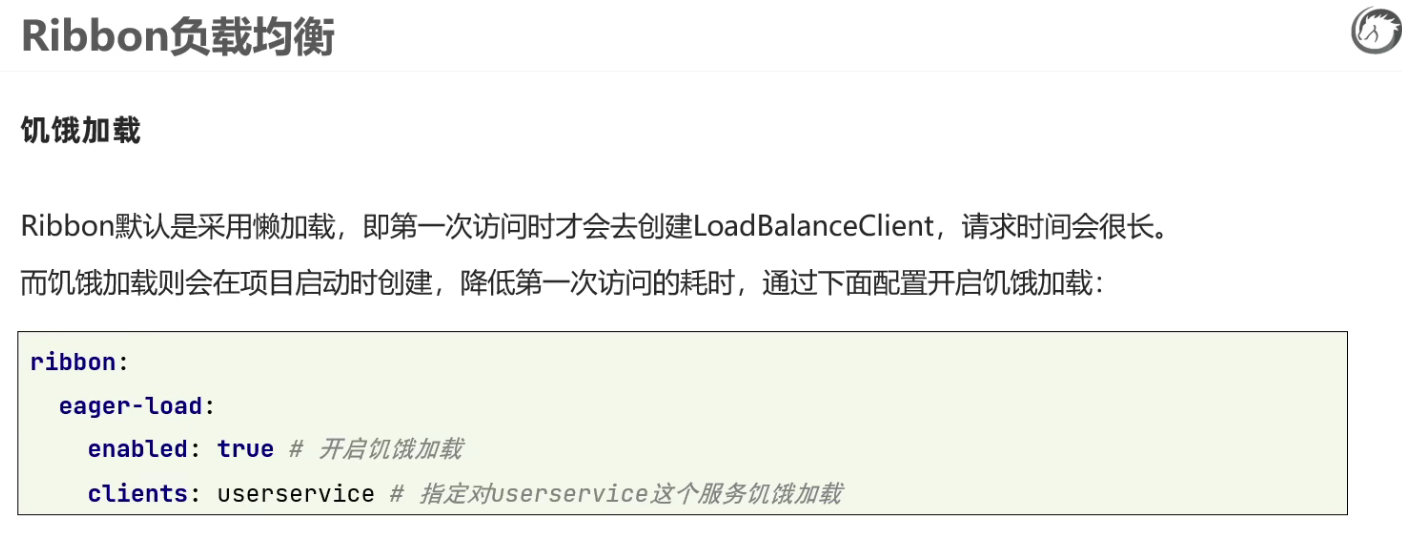 Ribbon负载均衡
饥饿加载
Ribbon默认是采用懒加载，即第一次访问时才会去创建LoadBalanceClient，请求时间会很长。
而饥饿加载则会在项目启动时创建，降低第一次访问的耗时，通过下面配置开启饥饿加载：
ribbon:
  eager-load:
    enabled: true # 开启饥饿加载
    clients: userservice # 指定对userservice这个服务饥饿加载